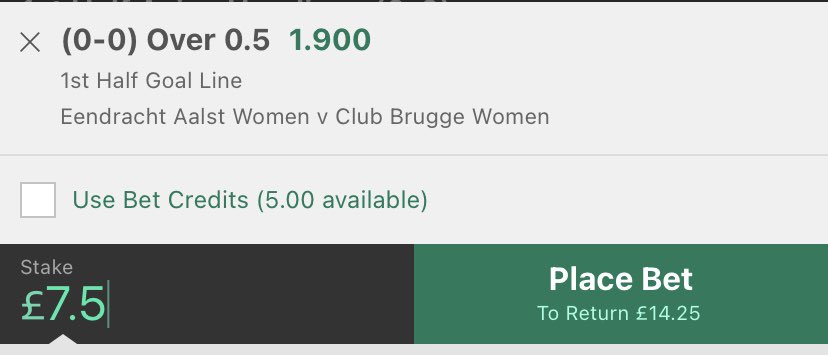 (0-0) Over 0.5 1.900
1st Half Goal Line
Eendracht Aalst Women v Club Brugge Women
Use Bet Credits (5.00 available)
Stake
£7.5
Place Bet
To Return £14.25